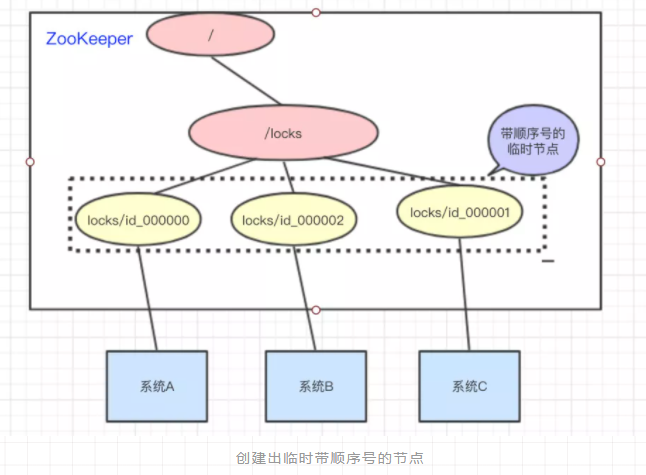 ZooKeeper
/
/locks
带顺序号的
临时节点
locks/id_000000
locks/id_000002
locks/id_000001
系统A
系统B
系统C
创建出临时带顺序号的节点